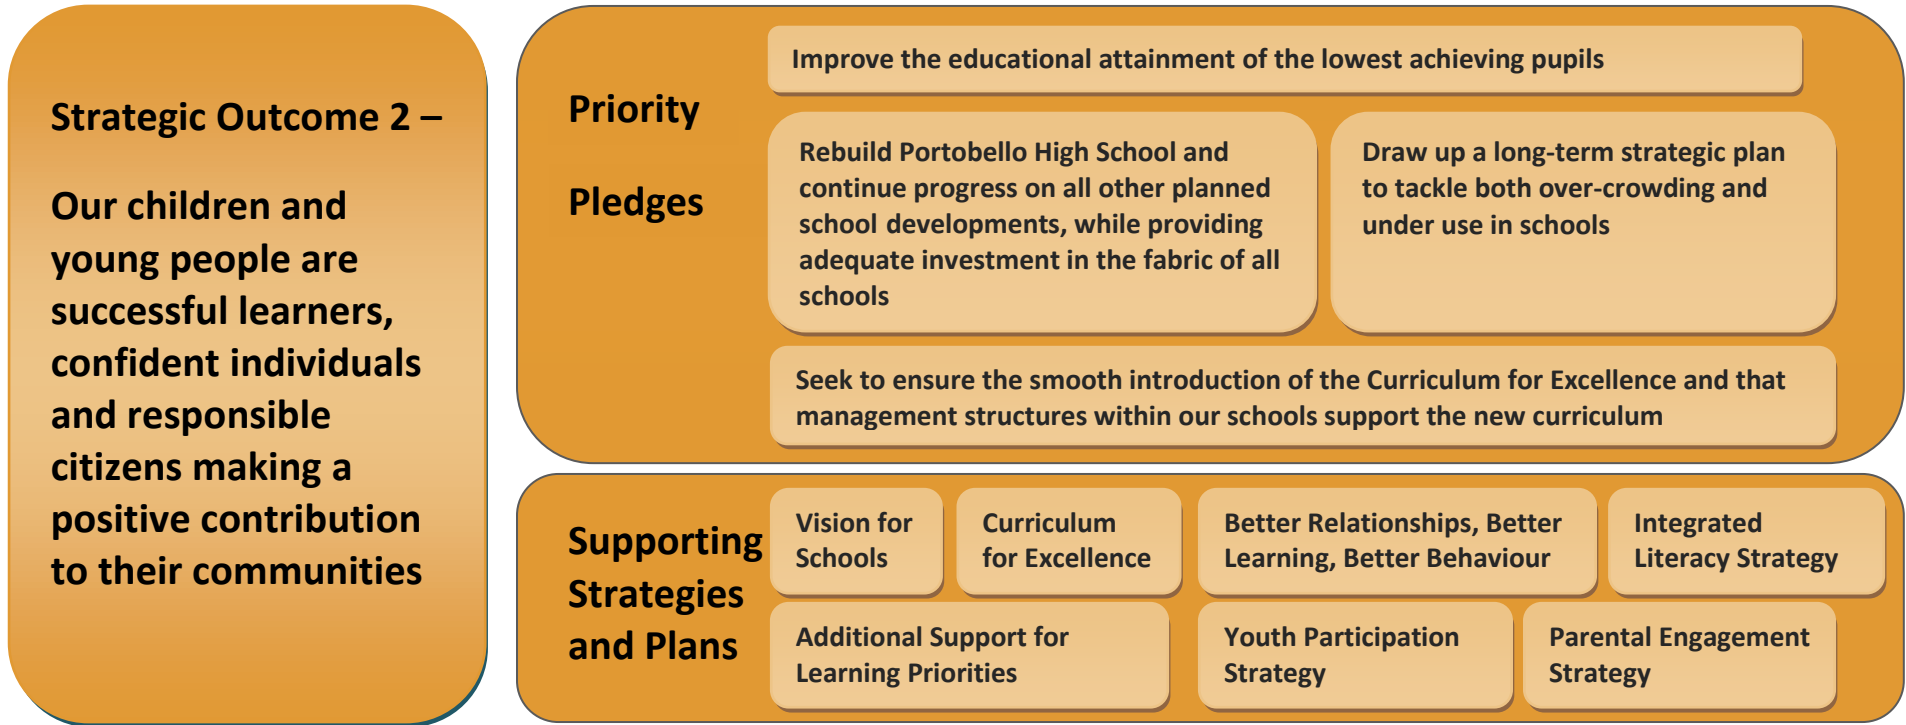 Strategic Outcome 2 –
Our children and
young people are
successful learners,
confident individuals
and responsible
citizens making a
positive contribution
to their communities
Priority
Pledges
Improve the educational attainment of the lowest achieving pupils
Rebuild Portobello High School and
continue progress on all other planned
school developments, while providing
adequate investment in the fabric of all
schools
Draw up a long-term strategic plan
to tackle both over-crowding and
under use in schools
Seek to ensure the smooth introduction of the Curriculum for Excellence and that
management structures within our schools support the new curriculum
Supporting
Strategies
and Plans
Vision for
Schools
Curriculum
for Excellence
Better Relationships, Better
Learning, Better Behaviour
Integrated
Literacy Strategy
Additional Support for
Learning Priorities
Youth Participation
Strategy
Parental Engagement
Strategy